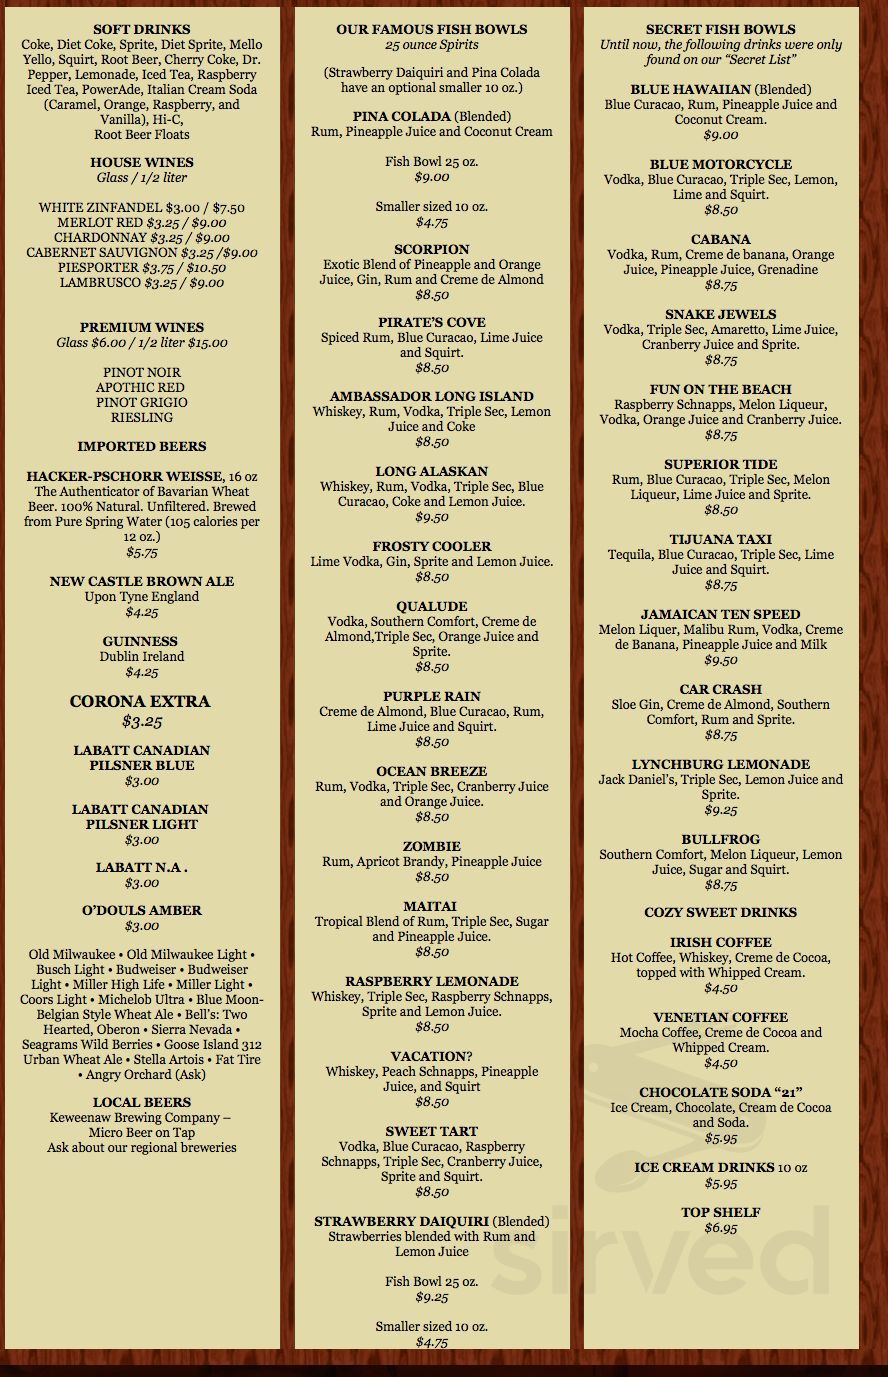 SOFT DRINKS
Coke, Diet Coke, Sprite, Diet Sprite, Mello
Yello, Squirt, Root Beer, Cherry Coke, Dr.
Pepper, Lemonade, Iced Tea, Raspberry
Iced Tea, PowerAde, Italian Cream Soda
(Caramel, Orange, Raspberry, and
Vanilla), Hi-C,
Root Beer Floats
HOUSE WINES
Glass / 1/2 liter
WHITE ZINFANDEL $3.00 / $7.50
MERLOT RED $3.25 / $9.00
CHARDONNAY $3.25 / $9.00
CABERNET SAUVIGNON $3.25 /$9.00
PIESPORTER $3.75 / $10.50
LAMBRUSCO $3.25 / $9.00
PREMIUM WINES
Glass $6.00 / 1/2 liter $15.00
PINOT NOIR
APOTHIC RED
PINOT GRIGIO
RIESLING
IMPORTED BEERS
HACKER-PSCHORR WEISSE, 16 oz
The Authenticator of Bavarian Wheat
Beer. 100% Natural. Unfiltered. Brewed
from Pure Spring Water (105 calories per
12 oz.)
$5.75
NEW CASTLE BROWN ALE
Upon Tyne England
$4.25
GUINNESS
Dublin Ireland
$4.25
CORONA EXTRA
$3.25
LABATT CANADIAN
PILSNER BLUE
$3.00
LABATT CANADIAN
PILSNER LIGHT
$3.00
LABATT N.A .
$3.00
O'DOULS AMBER
$3.00
Old Milwaukee • Old Milwaukee Light •
Busch Light • Budweiser • Budweiser
Light • Miller High Life • Miller Light •
Coors Light • Michelob Ultra • Blue Moon-
Belgian Style Wheat Ale • Bell's: Two
Hearted, Oberon • Sierra Nevada •
Seagrams Wild Berries • Goose Island 312
Urban Wheat Ale • Stella Artois • Fat Tire
• Angry Orchard (Ask)
LOCAL BEERS
Keweenaw Brewing Company –
Micro Beer on Tap
Ask about our regional breweries
OUR FAMOUS FISH BOWLS
25 ounce Spirits
(Strawberry Daiquiri and Pina Colada
have an optional smaller 10 oz.)
PINA COLADA (Blended)
Rum, Pineapple Juice and Coconut Cream
Fish Bowl 25 oz.
$9.00
Smaller sized 10 oz.
$4.75
SCORPION
Exotic Blend of Pineapple and Orange
Juice, Gin, Rum and Creme de Almond
$8.50
PIRATE'S COVE
Spiced Rum, Blue Curacao, Lime Juice
and Squirt.
$8.50
AMBASSADOR LONG ISLAND
Whiskey, Rum, Vodka, Triple Sec, Lemon
Juice and Coke
$8.50
LONG ALASKAN
Whiskey, Rum, Vodka, Triple Sec, Blue
Curacao, Coke and Lemon Juice.
$9.50
FROSTY COOLER
Lime Vodka, Gin, Sprite and Lemon Juice.
$8.50
QUALUDE
Vodka, Southern Comfort, Creme de
Almond,Triple Sec, Orange Juice and
Sprite.
$8.50
PURPLE RAIN
Creme de Almond, Blue Curacao, Rum,
Lime Juice and Squirt.
$8.50
OCEAN BREEZE
Rum, Vodka, Triple Sec, Cranberry Juice
and Orange Juice.
$8.50
ZOMBIE
Rum, Apricot Brandy, Pineapple Juice
$8.50
MAITAI
Tropical Blend of Rum, Triple Sec, Sugar
and Pineapple Juice.
$8.50
RASPBERRY LEMONADE
Whiskey, Triple Sec, Raspberry Schnapps,
Sprite and Lemon Juice.
$8.50
VACATION?
Whiskey, Peach Schnapps, Pineapple
Juice, and Squirt
$8.50
SWEET TART
Vodka, Blue Curacao, Raspberry
Schnapps, Triple Sec, Cranberry Juice,
Sprite and Squirt.
$8.50
STRAWBERRY DAIQUIRI (Blended)
Strawberries blended with Rum and
Lemon Juice
Fish Bowl 25 oz.
$9.25
Smaller sized 10 oz.
$4.75
SECRET FISH BOWLS
Until now, the following drinks were only
found on our “Secret List”
BLUE HAWAIIAN (Blended)
Blue Curacao, Rum, Pineapple Juice and
Coconut Cream.
$9.00
BLUE MOTORCYCLE
Vodka, Blue Curacao, Triple Sec, Lemon,
Lime and Squirt.
$8.50
CABANA
Vodka, Rum, Creme de banana, Orange
Juice, Pineapple Juice, Grenadine
$8.75
SNAKE JEWELS
Vodka, Triple Sec, Amaretto, Lime Juice,
Cranberry Juice and Sprite.
$8.75
FUN ON THE BEACH
Raspberry Schnapps, Melon Liqueur,
Vodka, Orange Juice and Cranberry Juice.
$8.75
SUPERIOR TIDE
Rum, Blue Curacao, Triple Sec, Melon
Liqueur, Lime Juice and Sprite.
$8.50
TIJUANA TAXI
Tequila, Blue Curacao, Triple Sec, Lime
Juice and Squirt.
$8.75
JAMAICAN TEN SPEED
Melon Liquer, Malibu Rum, Vodka, Creme
de Banana, Pineapple Juice and Milk
$9.50
CAR CRASH
Sloe Gin, Creme de Almond, Southern
Comfort, Rum and Sprite.
$8.75
LYNCHBURG LEMONADE
Jack Daniel's, Triple Sec, Lemon Juice and
Sprite.
$9.25
BULLFROG
Southern Comfort, Melon Liqueur, Lemon
Juice, Sugar and Squirt.
$8.75
COZY SWEET DRINKS
IRISH COFFEE
Hot Coffee, Whiskey, Creme de Cocoa,
topped with Whipped Cream.
$4.50
VENETIAN COFFEE
Mocha Coffee, Creme de Cocoa and
Whipped Cream.
$4.50
CHOCOLATE SODA “21”
Ice Cream, Chocolate, Cream de Cocoa
and Soda.
$5.95
ICE CREAM DRINKS 10 oz
$5.95
TOP SHELF
$6.95
sirved